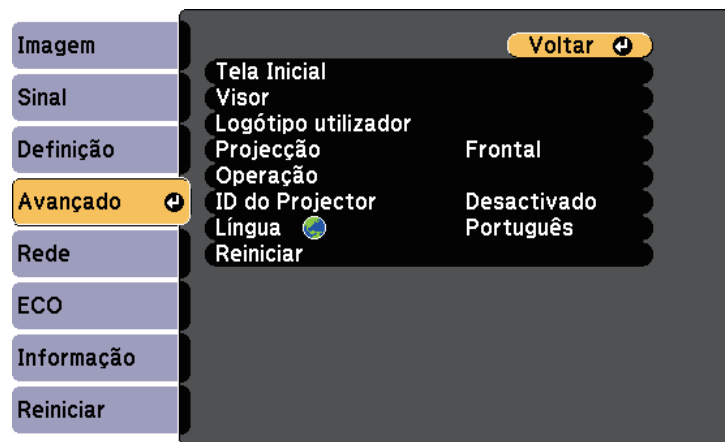 Imagem
Sinal
Definição
Avançado
Rede
ECO
Informação
Reiniciar
Voltar
Tela Inicial
Visor
Logótipo utilizador
Projecção Frontal
Operação
ID do Projector Desactivado
Língua Português
Reiniciar